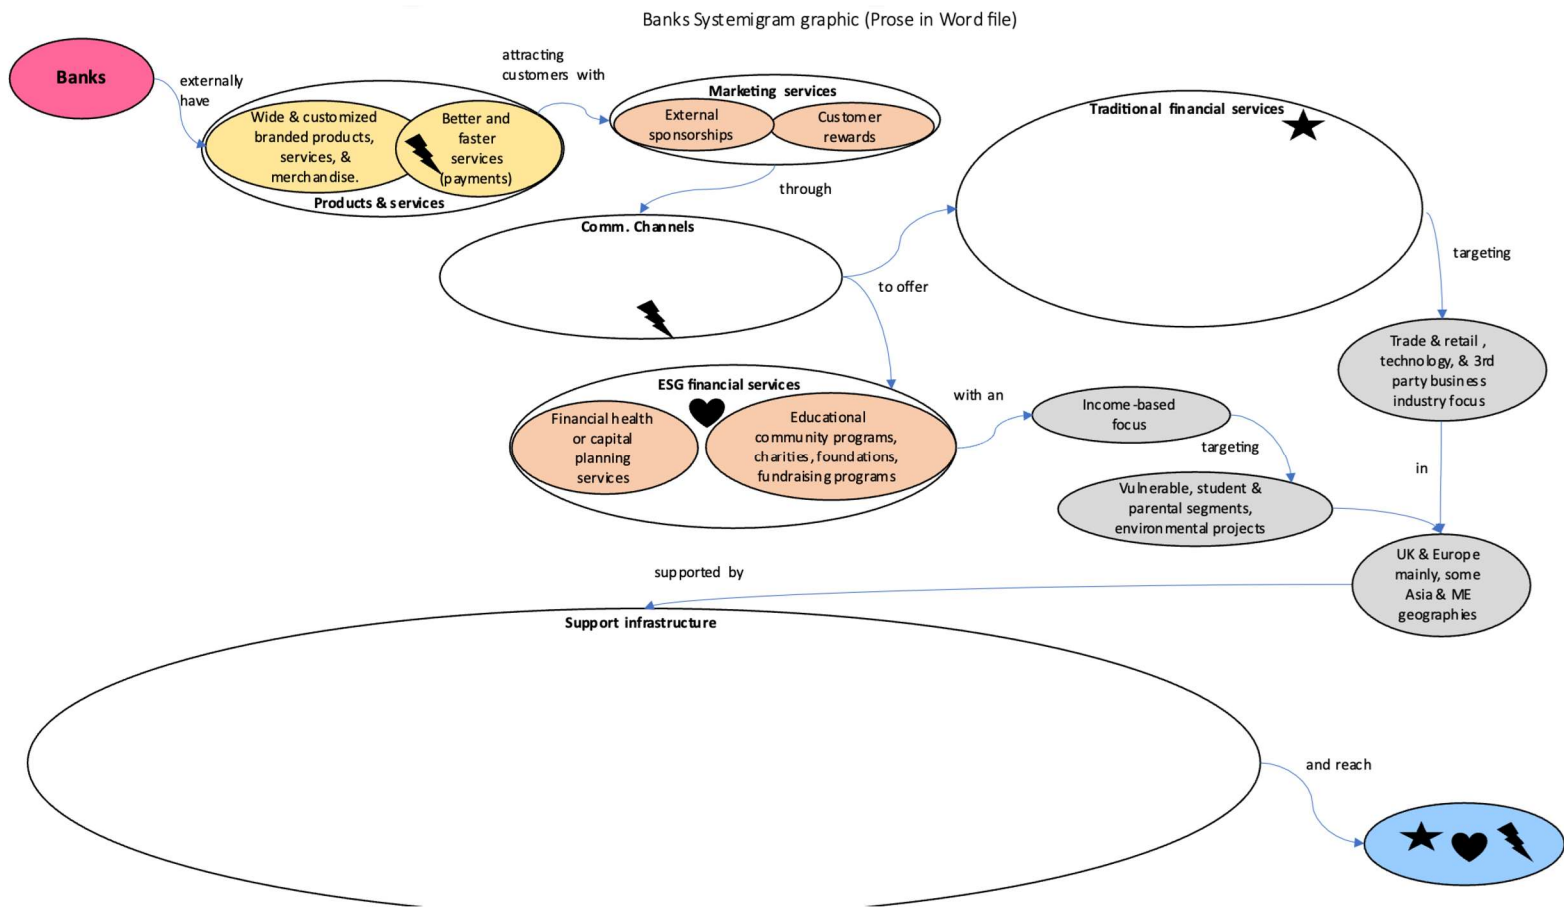 Banks Systemigram graphic (Prose in Word file)
Banks
externally
have
Wide & customized
branded products,
services, &
merchandise.
Better and
faster
services
(payments)
Products & services
attracting
customers with
Marketing services
External
sponsorships
Customer
rewards
through
Comm. Channels
to offer
Traditional financial services
targeting
Trade & retail ,
technology, & 3rd
party business
industry focus
in
ESG financial services
Financial health
or capital
planning
services
Educational
community programs,
charities, foundations,
fundraising programs
with an
Income-based
focus
targeting
Vulnerable, student &
parental segments,
environmental projects
UK & Europe
mainly, some
Asia & ME
geographies
supported by
Support infrastructure
and reach